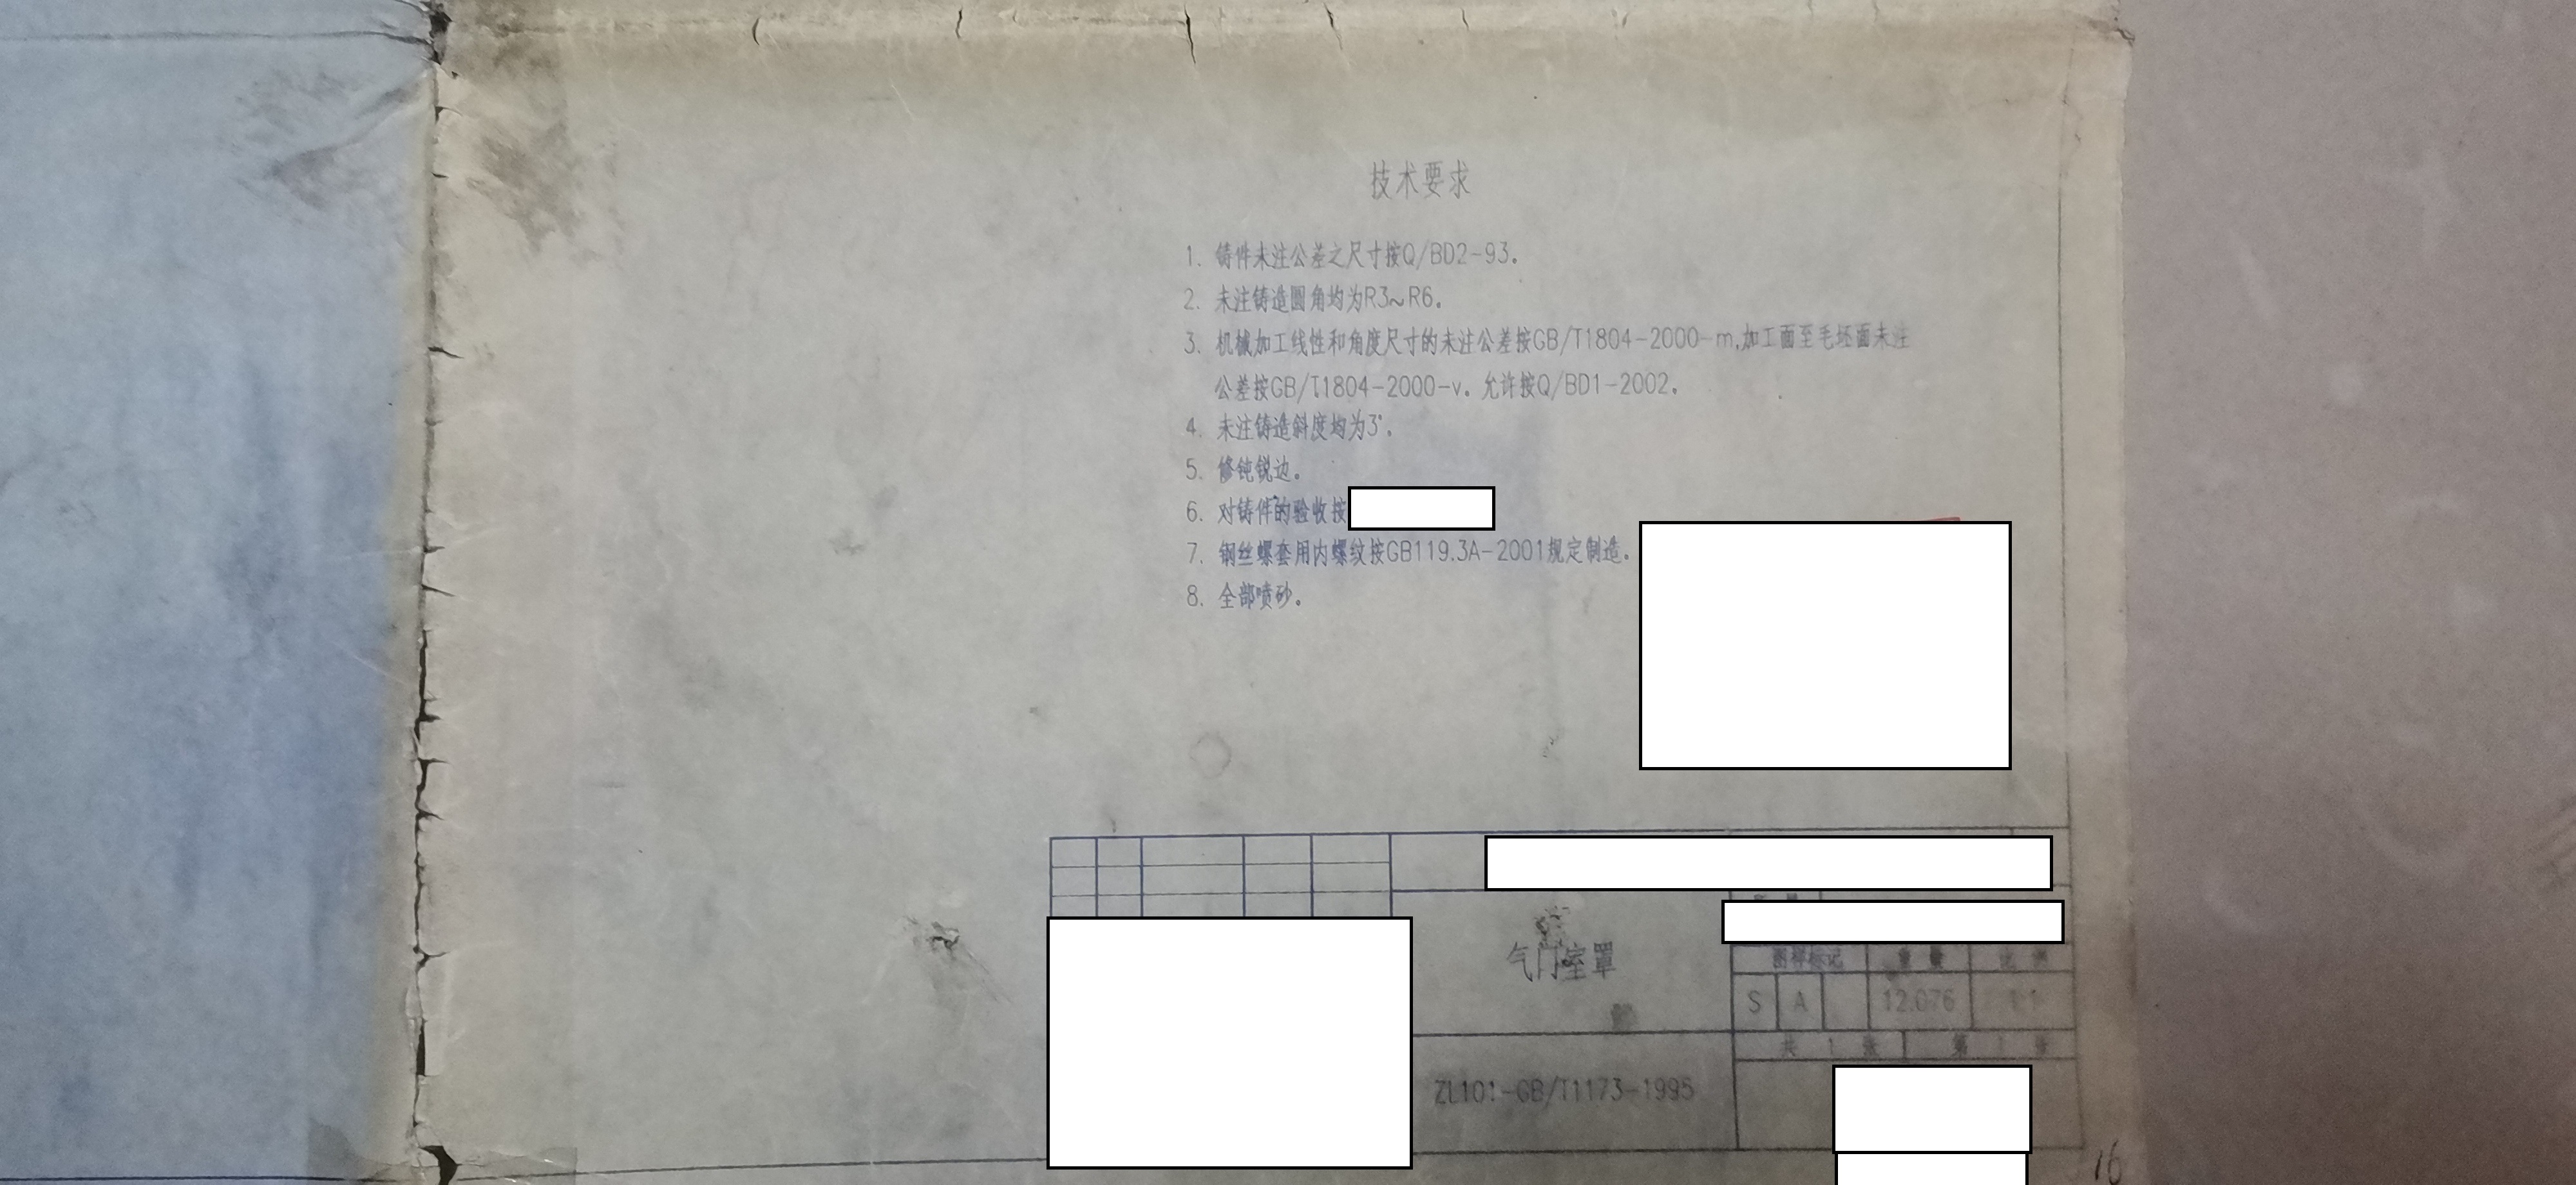 技术要求
1. 铸件未注公差之尺寸按Q/BD2-93。
2. 未注铸造圆角均为R3~R6。
3. 机械加工线性和角度尺寸的未注公差按GB/T1804-2000-m,加工面至毛坯面未注
公差按GB/T1804-2000-v。允许按Q/BD1-2002。
4. 未注铸造斜度均为3°。
5. 修钝锐边。
6. 对铸件的验收按
7. 钢丝螺套用内螺纹按GB119.3A-2001规定制造。
8. 全部喷砂。
气门室罩
图样标记 重量 比例
S A 12.076 1:1
共 1 张 第 1 张
ZL101-GB/T1173-1995
16